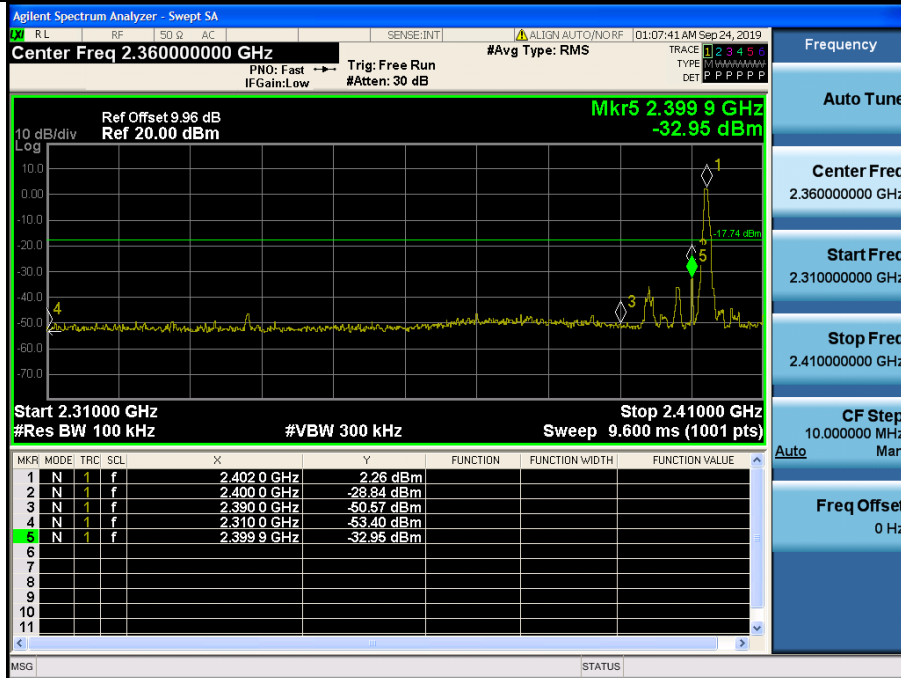 Agilent Spectrum Analyzer - Swept SA
LXI RL RF 50 Ω AC SENSE:INT ALIGN AUTO/NO RF 01:07:41 AM Sep 24, 2019
Center Freq 2.360000000 GHz
#Avg Type: RMS
TRACE 1 2 3 4 5 6
TYPE M W W W W W
DET P P P P P P
PNO: Fast
IFGain:Low
Trig: Free Run
#Atten: 30 dB
Mkr5 2.399 9 GHz
-32.95 dBm
Ref Offset 9.96 dB
10 dB/div Ref 20.00 dBm
Log
10.0
0.00
-10.0
-20.0
-30.0
-40.0
-50.0
-60.0
-70.0
1
-17.74 dBm
5
3
4
Start 2.31000 GHz Stop 2.41000 GHz
#Res BW 100 kHz #VBW 300 kHz Sweep 9.600 ms (1001 pts)
MKR MODE TRC SCL X Y FUNCTION FUNCTION WIDTH FUNCTION VALUE
1 N 1 f 2.402 0 GHz 2.26 dBm
2 N 1 f 2.400 0 GHz -28.84 dBm
3 N 1 f 2.390 0 GHz -50.57 dBm
4 N 1 f 2.310 0 GHz -53.40 dBm
5 N 1 f 2.399 9 GHz -32.95 dBm
6
7
8
9
10
11
MSG STATUS
Frequency
Auto Tune
Center Freq
2.360000000 GHz
Start Freq
2.310000000 GHz
Stop Freq
2.410000000 GHz
CF Step
10.000000 MHz
Auto Man
Freq Offset
0 Hz